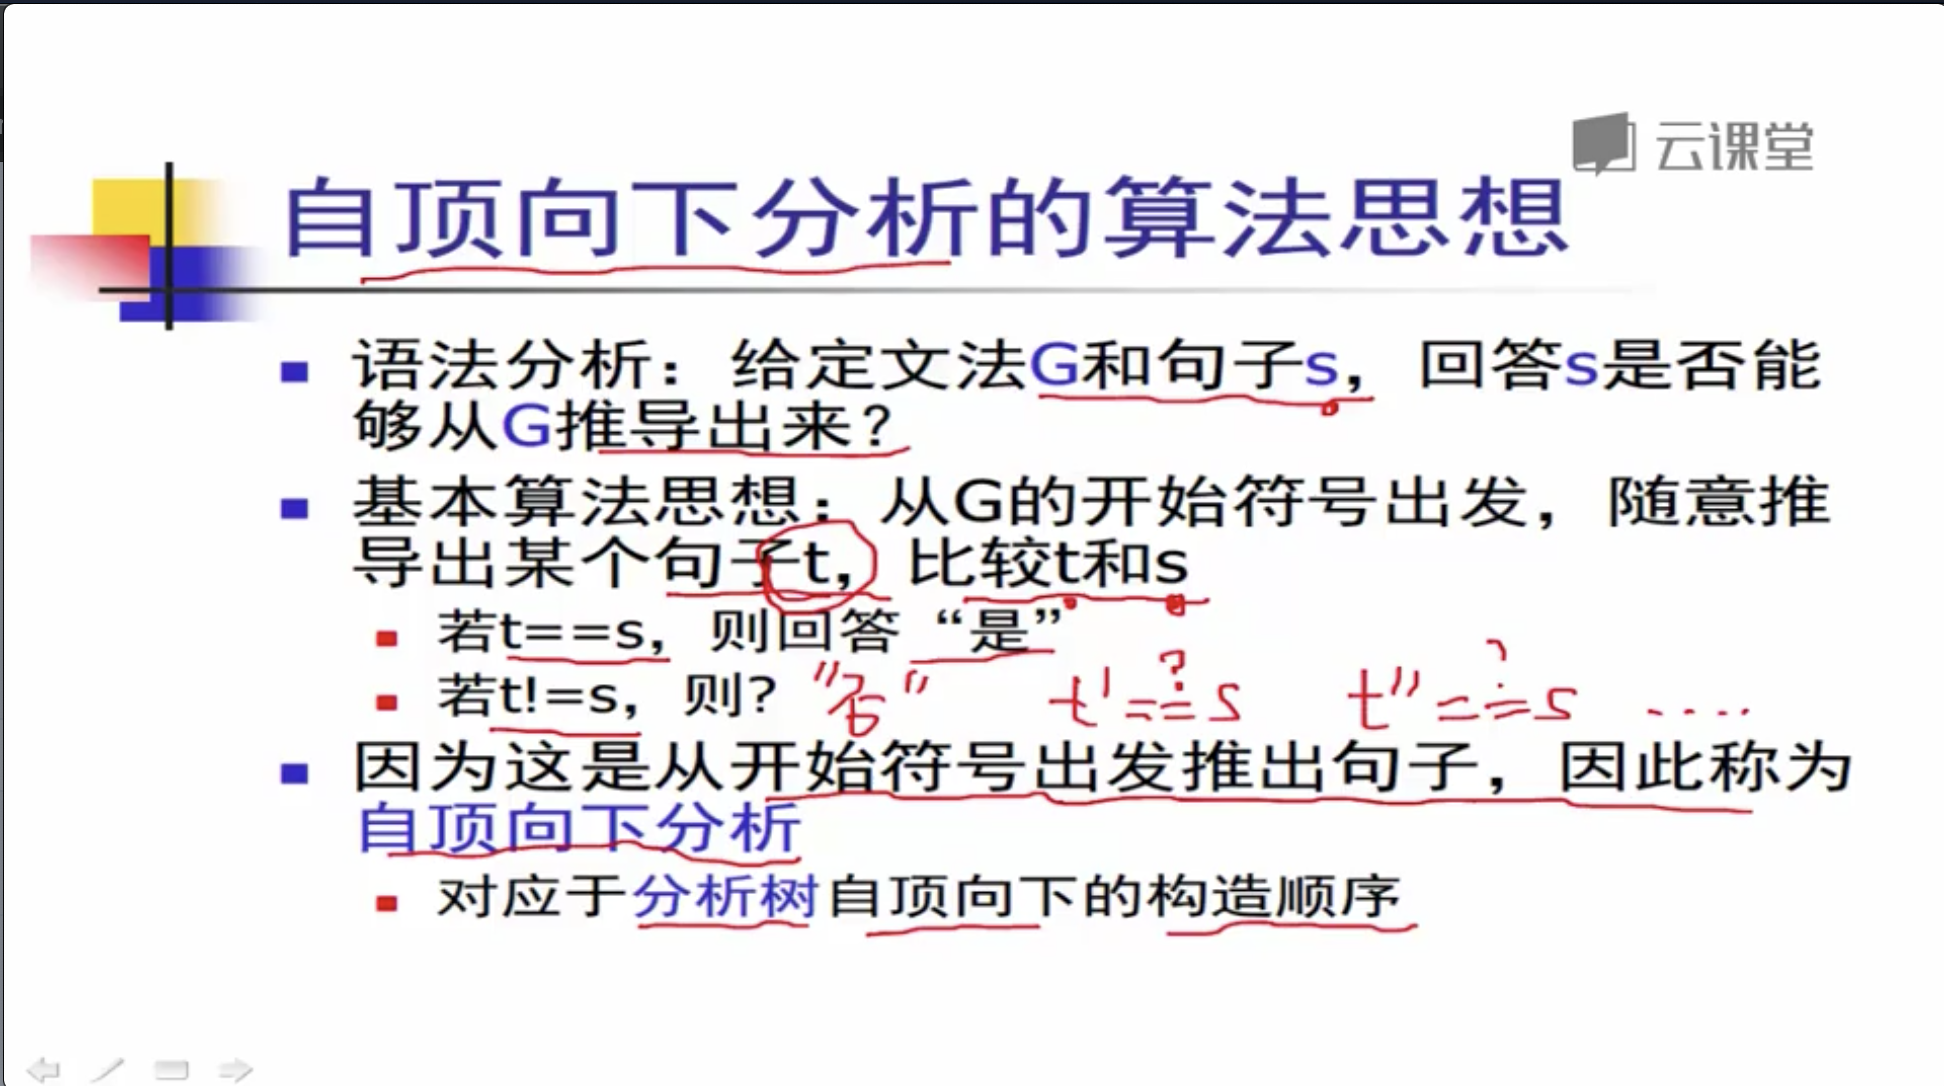 云课堂
自顶向下分析的算法思想
语法分析：给定文法G和句子s，回答s是否能
够从G推导出来？
基本算法思想：从G的开始符号出发，随意推
导出某个句子t，比较t和s
若t==s，则回答“是”
若t!=s，则? "否" t'==s ? t''==s ? ....
因为这是从开始符号出发推出句子，因此称为
自顶向下分析
对应于分析树自顶向下的构造顺序